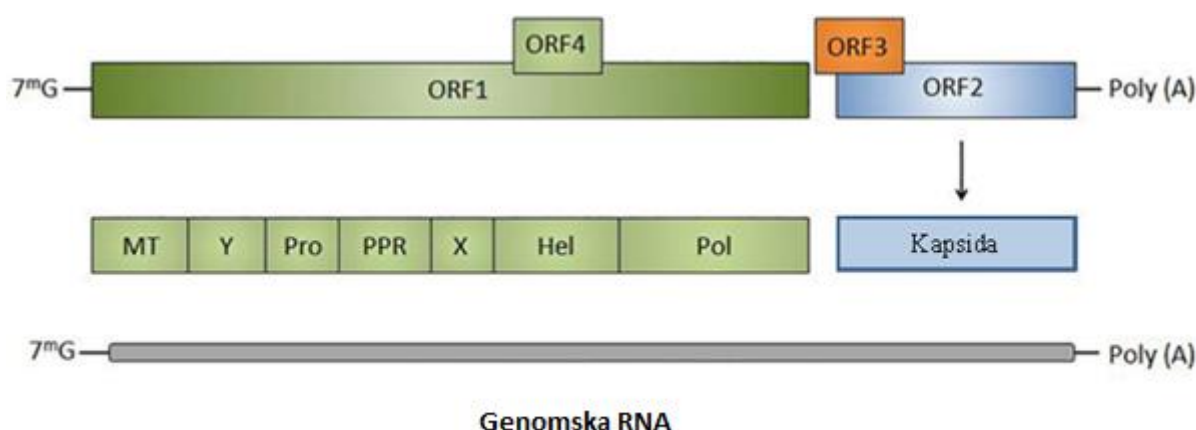 ORF4 ORF3
7ᵐG ORF1 ORF2 Poly (A)
MT Y Pro PPR X Hel Pol Kapsida
7ᵐG Poly (A)
Genomska RNA